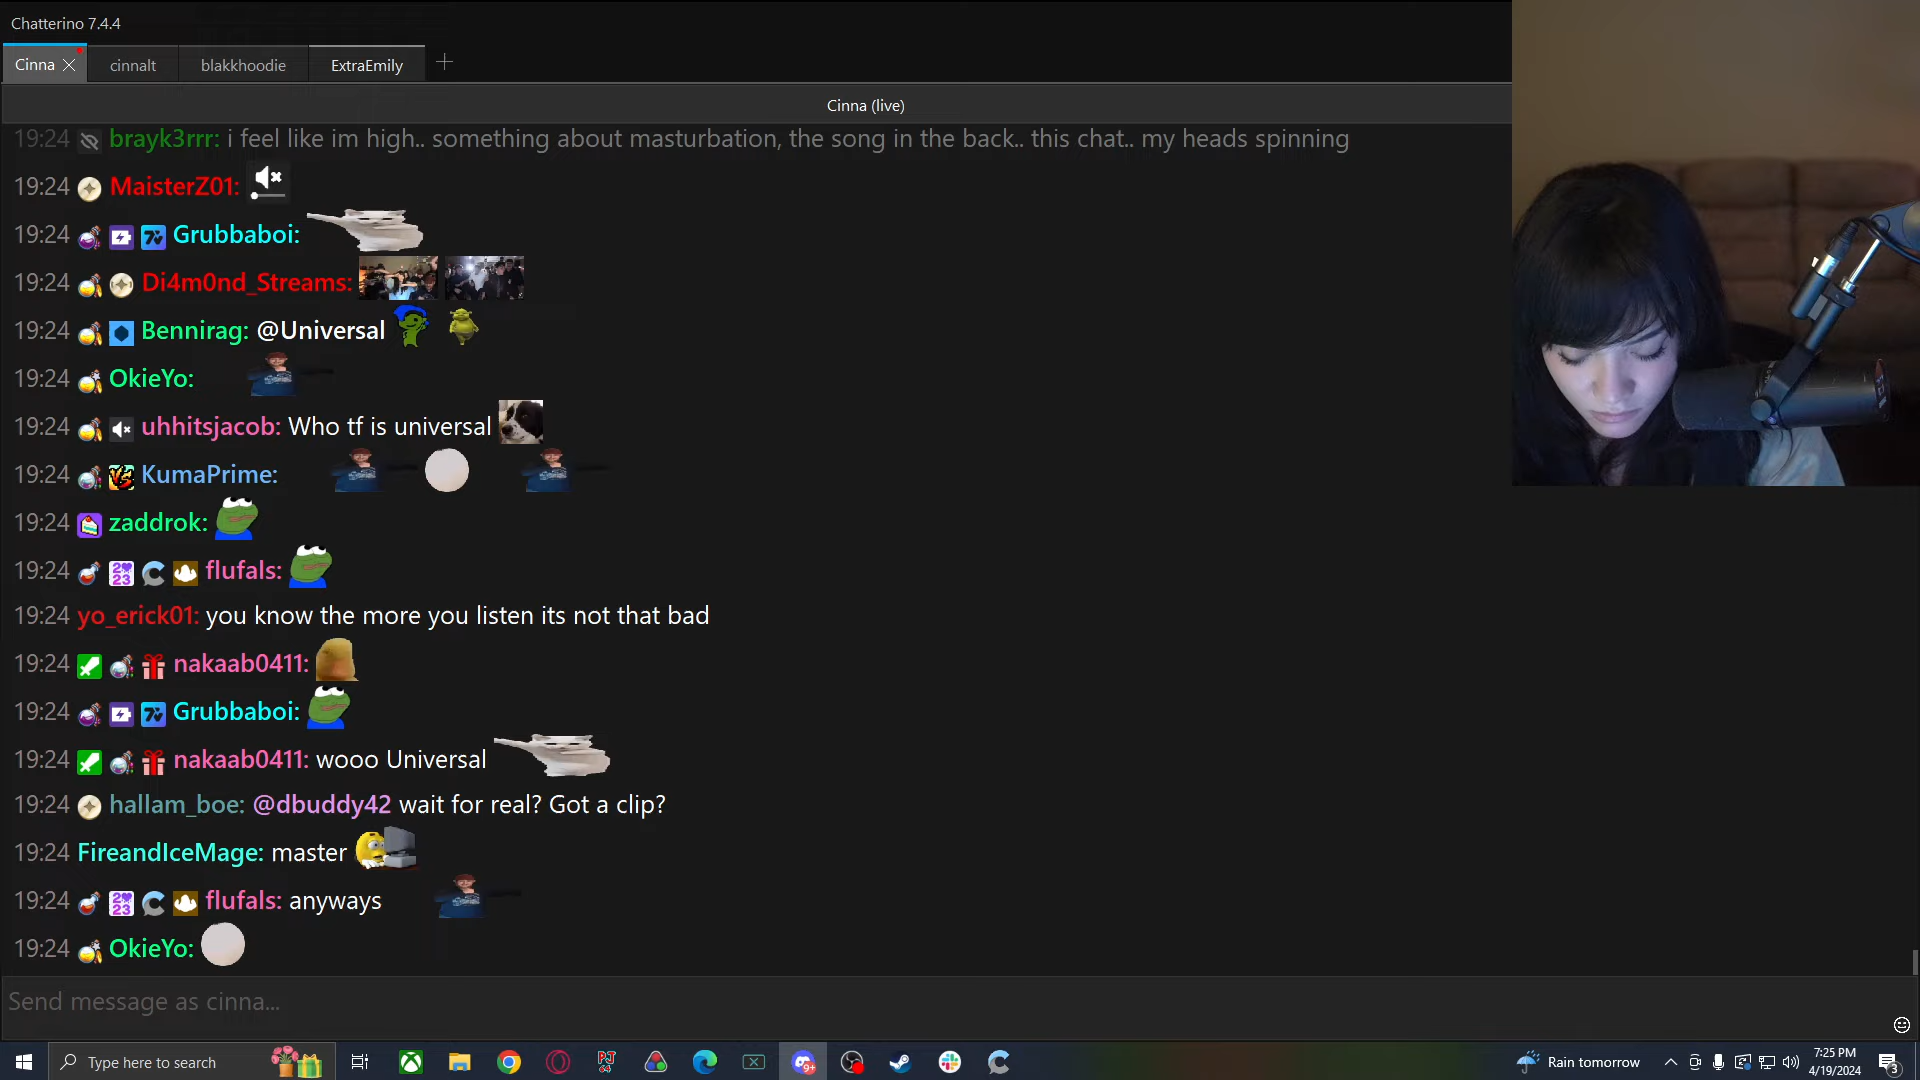 Chatterino 7.4.4
Cinna
cinnalt
blakkhoodie
ExtraEmily
Cinna (live)
19:24 brayk3rrr: i feel like im high.. something about masturbation, the song in the back.. this chat.. my heads spinning
19:24 MaisterZ01:
19:24 Grubbaboi:
19:24 Di4m0nd_Streams:
19:24 Bennirag: @Universal
19:24 OkieYo:
19:24 uhhitsjacob: Who tf is universal
19:24 KumaPrime:
19:24 zaddrok:
19:24 flufals:
19:24 yo_erick01: you know the more you listen its not that bad
19:24 nakaab0411:
19:24 Grubbaboi:
19:24 nakaab0411: wooo Universal
19:24 hallam_boe: @dbuddy42 wait for real? Got a clip?
19:24 FireandIceMage: master
19:24 flufals: anyways
19:24 OkieYo:
Send message as cinna...
Type here to search
Rain tomorrow
7:25 PM
4/19/2024